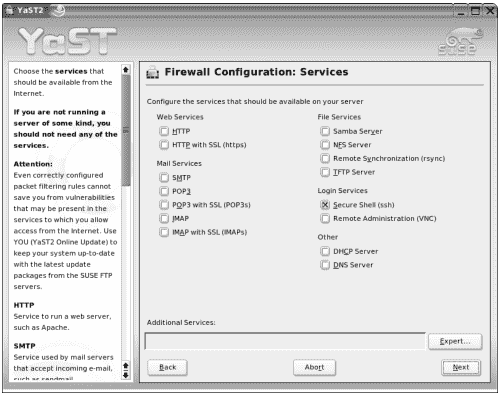 YaST2
YaST
SUSE
Choose the services that
should be available from the
Internet.
If you are not running a
server of some kind, you
should not need any of the
services.
Attention:
Even correctly configured
packet filtering rules cannot
save you from vulnerabilities
that may be present in the
services to which you allow
access from the Internet. Use
YOU (YaST2 Online Update) to
keep your system up-to-date
with the latest update
packages from the SUSE FTP
servers.
HTTP
Service to run a web server,
such as Apache.
SMTP
Service used by mail servers
that accept incoming e-mail,
such as sendmail
Firewall Configuration: Services
Configure the services that should be available on your server
Web Services
HTTP
HTTP with SSL (https)
Mail Services
SMTP
POP3
POP3 with SSL (POP3s)
IMAP
IMAP with SSL (IMAPs)
File Services
Samba Server
NFS Server
Remote Synchronization (rsync)
TFTP Server
Login Services
Secure Shell (ssh)
Remote Administration (VNC)
Other
DHCP Server
DNS Server
Additional Services:
Expert...
Back
Abort
Next